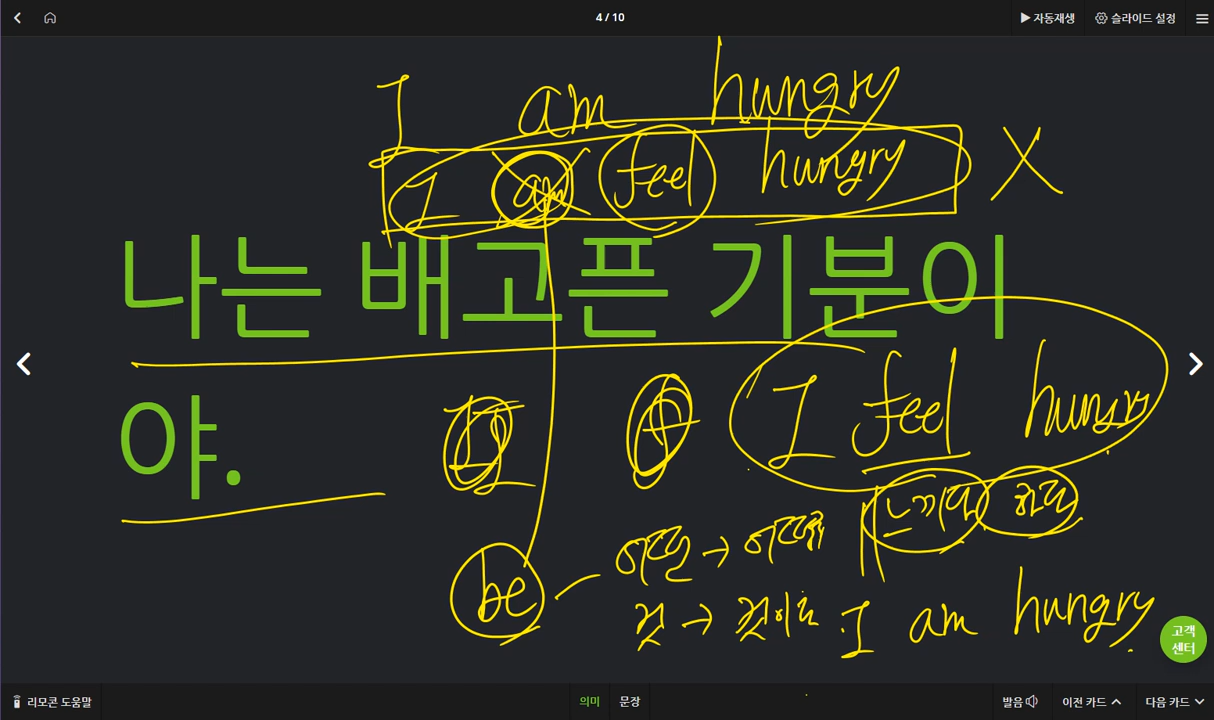 4 / 10
▶ 자동재생
슬라이드 설정
I am hungry
I am feel hungry X
나는 배고픈 기분이
야.
I f I feel hungry
느끼다 하다
be
I am hungry
고객
센터
리모콘 도움말
의미
문장
발음
이전 카드
다음 카드